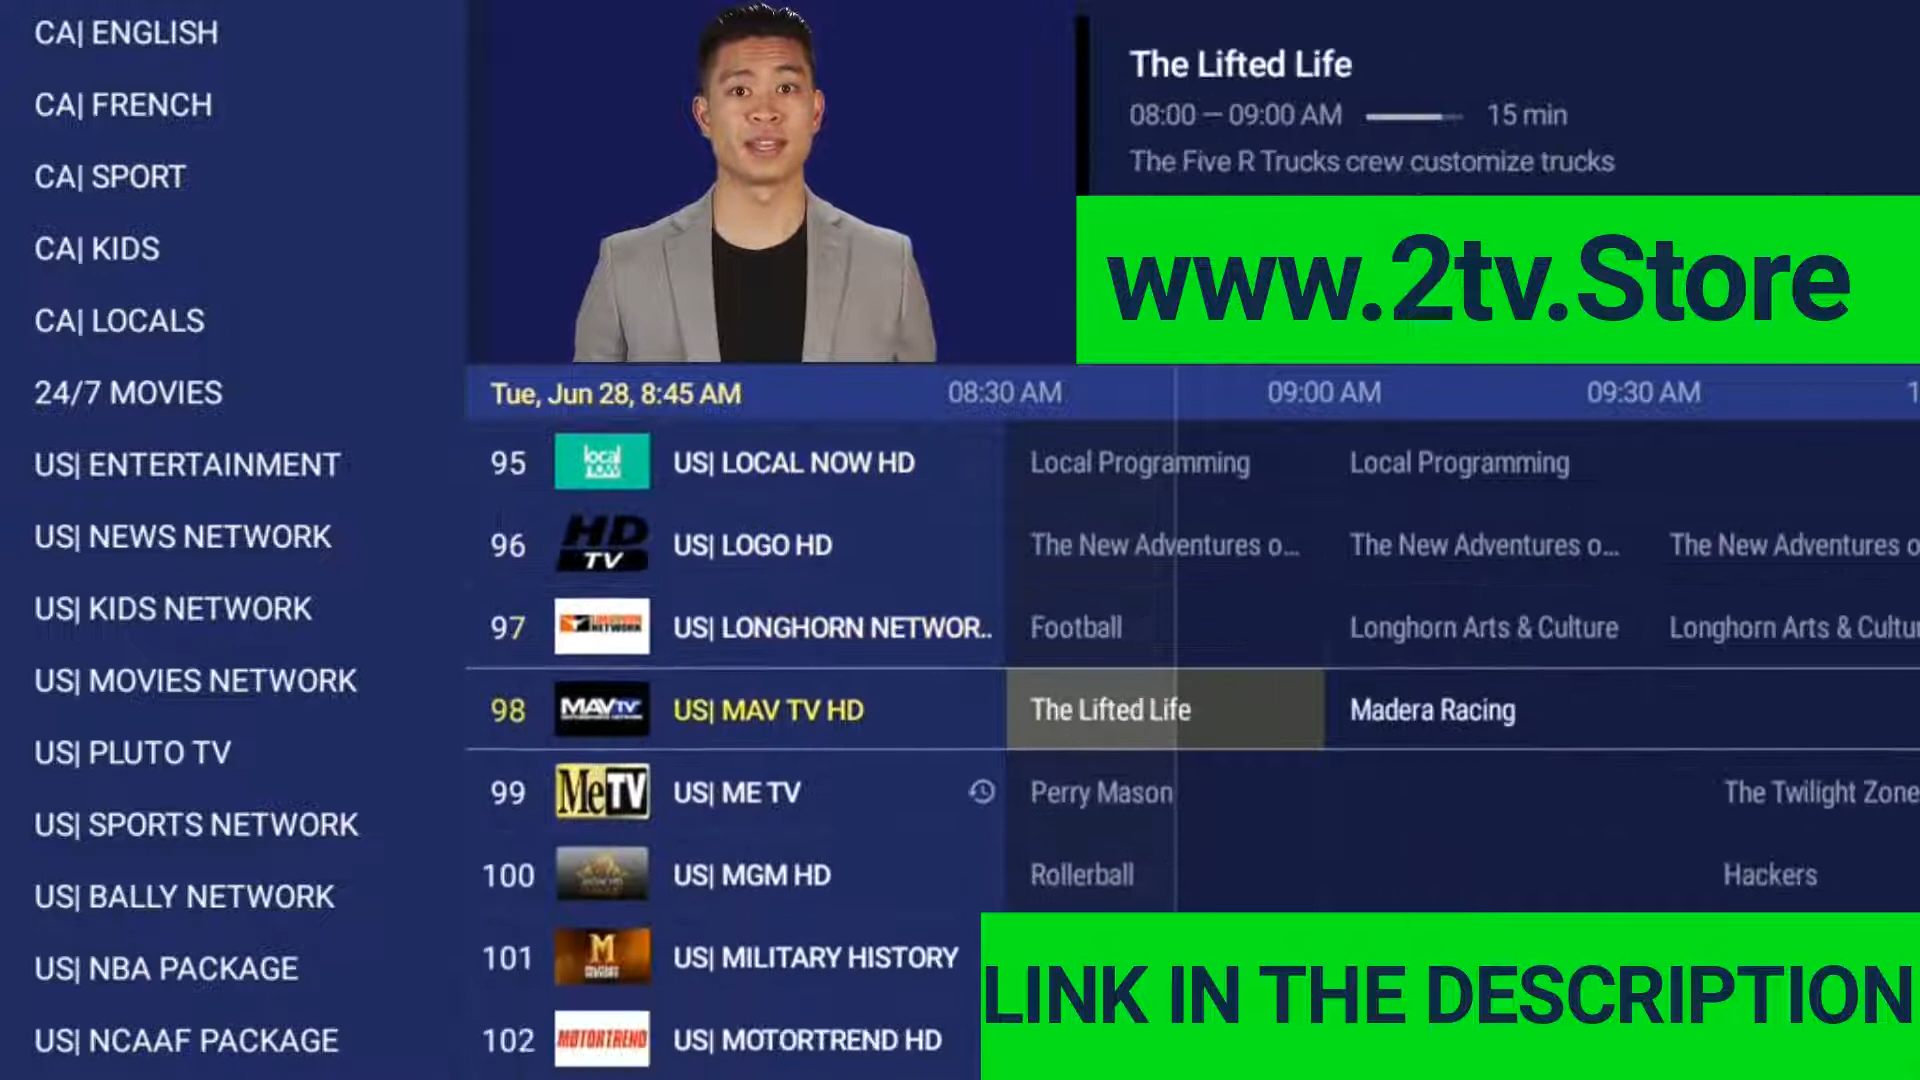 CA| ENGLISH
CA| FRENCH
CA| SPORT
CA| KIDS
CA| LOCALS
24/7 MOVIES
US| ENTERTAINMENT
US| NEWS NETWORK
US| KIDS NETWORK
US| MOVIES NETWORK
US| PLUTO TV
US| SPORTS NETWORK
US| BALLY NETWORK
US| NBA PACKAGE
US| NCAAF PACKAGE
The Lifted Life
08:00 — 09:00 AM 15 min
The Five R Trucks crew customize trucks
www.2tv.Store
Tue, Jun 28, 8:45 AM 08:30 AM 09:00 AM 09:30 AM 1
95 local now US| LOCAL NOW HD Local Programming Local Programming
96 HD TV US| LOGO HD The New Adventures o... The New Adventures o... The New Adventures o
97 NETWORK US| LONGHORN NETWOR.. Football Longhorn Arts & Culture Longhorn Arts & Cultur
98 MAVTV US| MAV TV HD The Lifted Life Madera Racing
99 MeTV US| ME TV Perry Mason The Twilight Zone
100 US| MGM HD Rollerball Hackers
101 M US| MILITARY HISTORY
102 MOTORTREND US| MOTORTREND HD
LINK IN THE DESCRIPTION